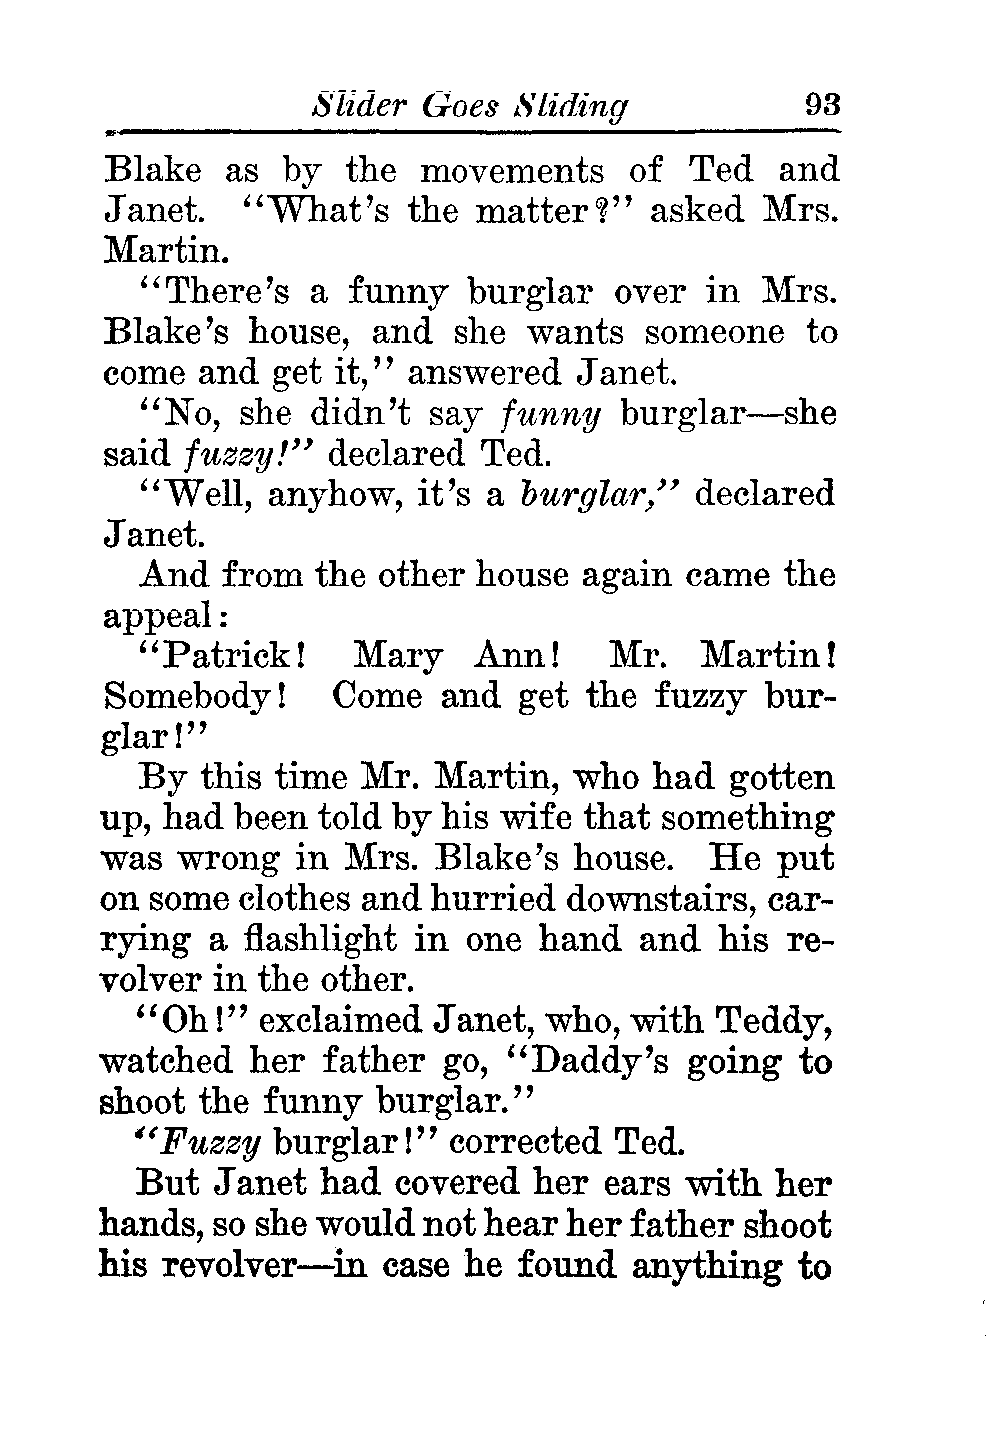 Slider Goes Sliding 93
Blake as by the movements of Ted and
Janet. "What's the matter?" asked Mrs.
Martin.
"There's a funny burglar over in Mrs.
Blake's house, and she wants someone to
come and get it," answered Janet.
"No, she didn't say funny burglar—she
said fuzzy!" declared Ted.
"Well, anyhow, it's a burglar," declared
Janet.
And from the other house again came the
appeal:
"Patrick! Mary Ann! Mr. Martin!
Somebody! Come and get the fuzzy bur-
glar!"
By this time Mr. Martin, who had gotten
up, had been told by his wife that something
was wrong in Mrs. Blake's house. He put
on some clothes and hurried downstairs, car-
rying a flashlight in one hand and his re-
volver in the other.
"Oh!" exclaimed Janet, who, with Teddy,
watched her father go, "Daddy's going to
shoot the funny burglar."
"Fuzzy burglar!" corrected Ted.
But Janet had covered her ears with her
hands, so she would not hear her father shoot
his revolver—in case he found anything to